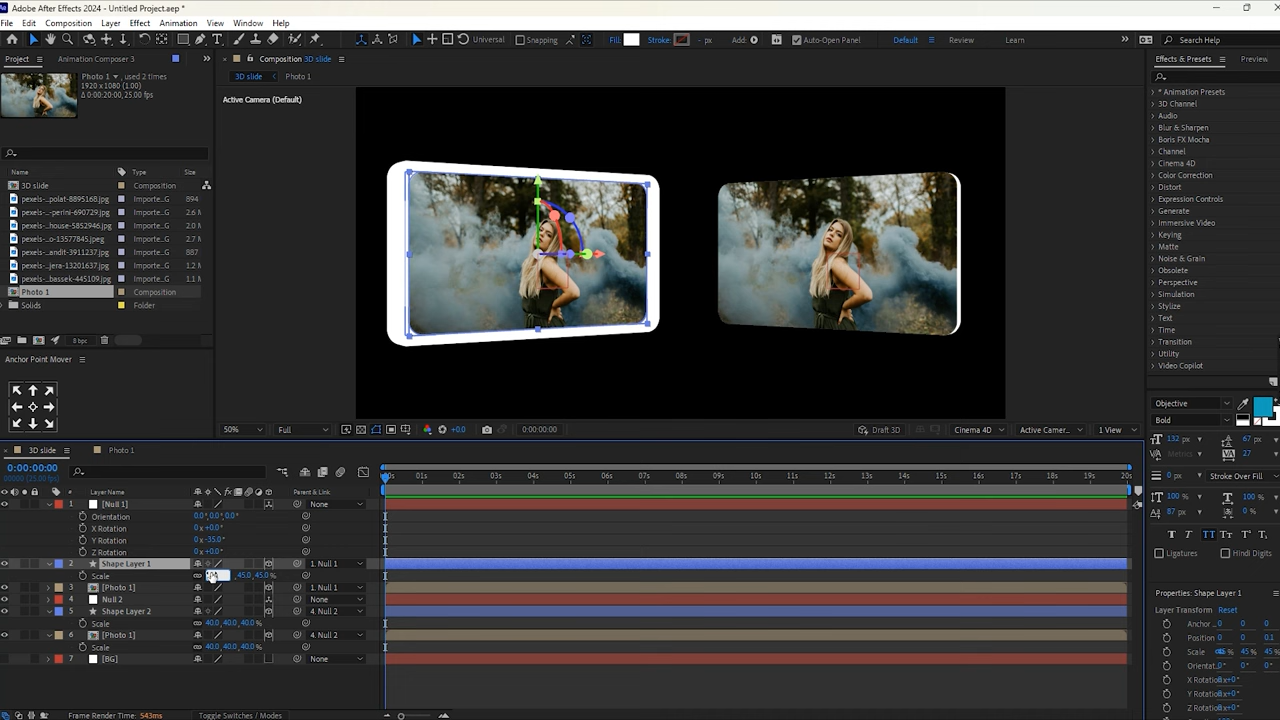 Adobe After Effects 2024 - Untitled Project.aep *
File Edit Composition Layer Effect Animation View Window Help
Universal Snapping Fill: Stroke: - px Add: Auto-Open Panel Default Review Learn Search Help
Project Animation Composer 3 Composition 3D slide Effects & Presets Preview
Photo 1 , used 2 times
1920 x 1080 (1.00)
Δ 0:00:20:00, 25.00 fps
3D slide Photo 1
Active Camera (Default)
Name Type Size
3D slide Composition
pexels-...polat-8895168.jpg Importe...G 894
pexels-...-perini-690729.jpg Importe...G 2.6 M
pexels-...house-5852946.jpg Importe...G 2.0 M
pexels-...o-13577845.jpg Importe...G
pexels-...andit-3911237.jpg Importe...G 887
pexels-...jera-13201637.jpg Importe...G 1.1 M
pexels-...bassek-445109.jpg Importe...G 1.2 M
Photo 1 Composition
Solids Folder
8 bpc
* Animation Presets
3D Channel
Audio
Blur & Sharpen
Boris FX Mocha
Channel
Cinema 4D
Color Correction
Distort
Expression Controls
Generate
Immersive Video
Keying
Matte
Noise & Grain
Obsolete
Perspective
Simulation
Stylize
Text
Time
Transition
Utility
Video Copilot
Anchor Point Mover
50% Full +0.0 0:00:00:00 Draft 3D Cinema 4D Active Camer... 1 View
Objective
Bold
132 px 67 px
Metrics 27
0 px Stroke Over Fill
100 % 100 %
87 px 0 %
T T TT Tt T T
Ligatures Hindi Digits
3D slide Photo 1
0:00:00:00
00000 (25.00 fps)
01s 02s 03s 04s 05s 06s 07s 08s 09s 10s 11s 12s 13s 14s 15s 16s 17s 18s 19s 20s
# Layer Name Parent & Link
1 [Null 1] None
Orientation 0.0°,0.0°,0.0°
X Rotation 0 x+0.0°
Y Rotation 0 x-35.0°
Z Rotation 0 x+0.0°
2 Shape Layer 1 1. Null 1
Scale ,45.0,45.0%
3 [Photo 1] 1. Null 1
4 Null 2 None
5 Shape Layer 2 4. Null 2
Scale 40.0,40.0,40.0 %
6 [Photo 1] 4. Null 2
Scale 40.0,40.0,40.0 %
7 [BG] None
Properties: Shape Layer 1
Layer Transform Reset
Anchor ... 0 0 0
Position 0 0 0.1
Scale 45 % 45 % 45 %
Orientat... 0° 0° 0°
X Rotatio... 0x+0°
Y Rotatio... 0x+0°
Z Rotatio... 0x+0°
Frame Render Time: 543ms Toggle Switches / Modes